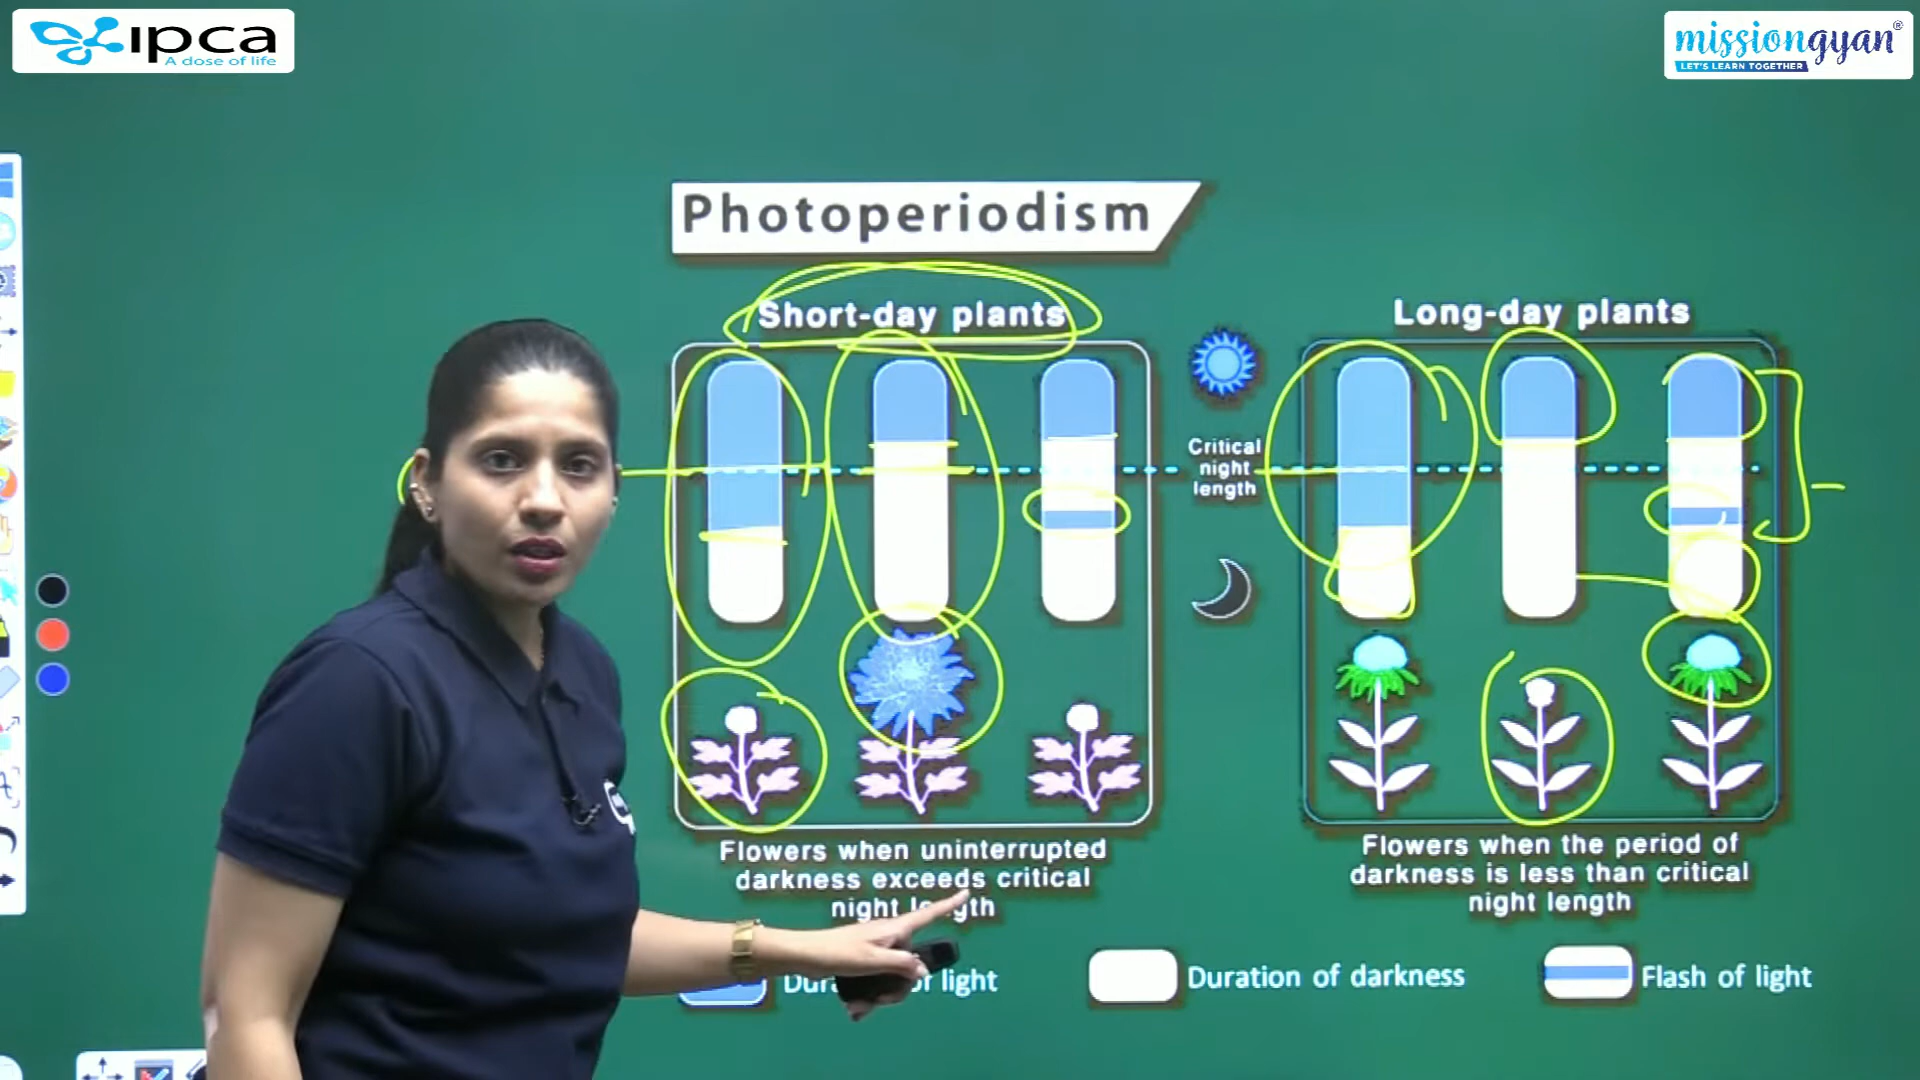 ipca
A dose of life
missiongyan®
LET'S LEARN TOGETHER
Photoperiodism
Short-day plants
Long-day plants
Critical
night
length
Flowers when uninterrupted
darkness exceeds critical
night length
Flowers when the period of
darkness is less than critical
night length
of light
Duration of darkness
Flash of light